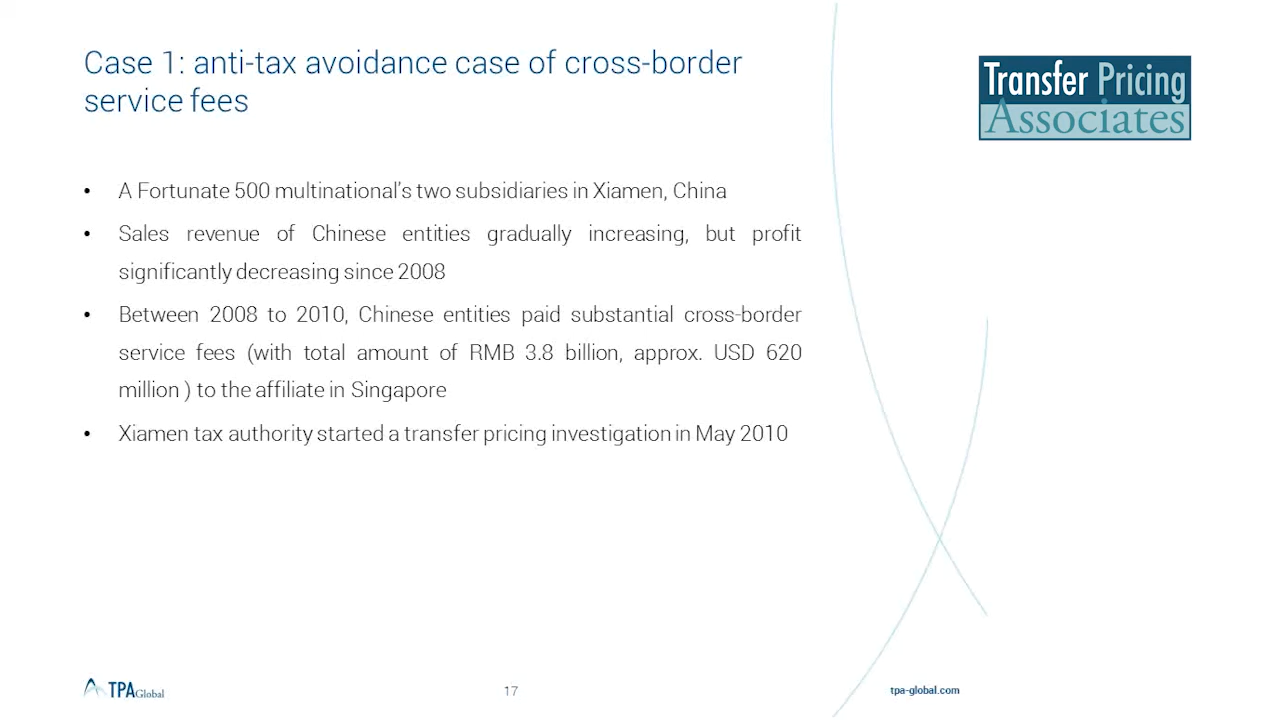 Case 1: anti-tax avoidance case of cross-border
service fees
Transfer Pricing
Associates
• A Fortunate 500 multinational's two subsidiaries in Xiamen, China
• Sales revenue of Chinese entities gradually increasing, but profit
significantly decreasing since 2008
• Between 2008 to 2010, Chinese entities paid substantial cross-border
service fees (with total amount of RMB 3.8 billion, approx. USD 620
million ) to the affiliate in Singapore
• Xiamen tax authority started a transfer pricing investigation in May 2010
TPA Global
17
tpa-global.com